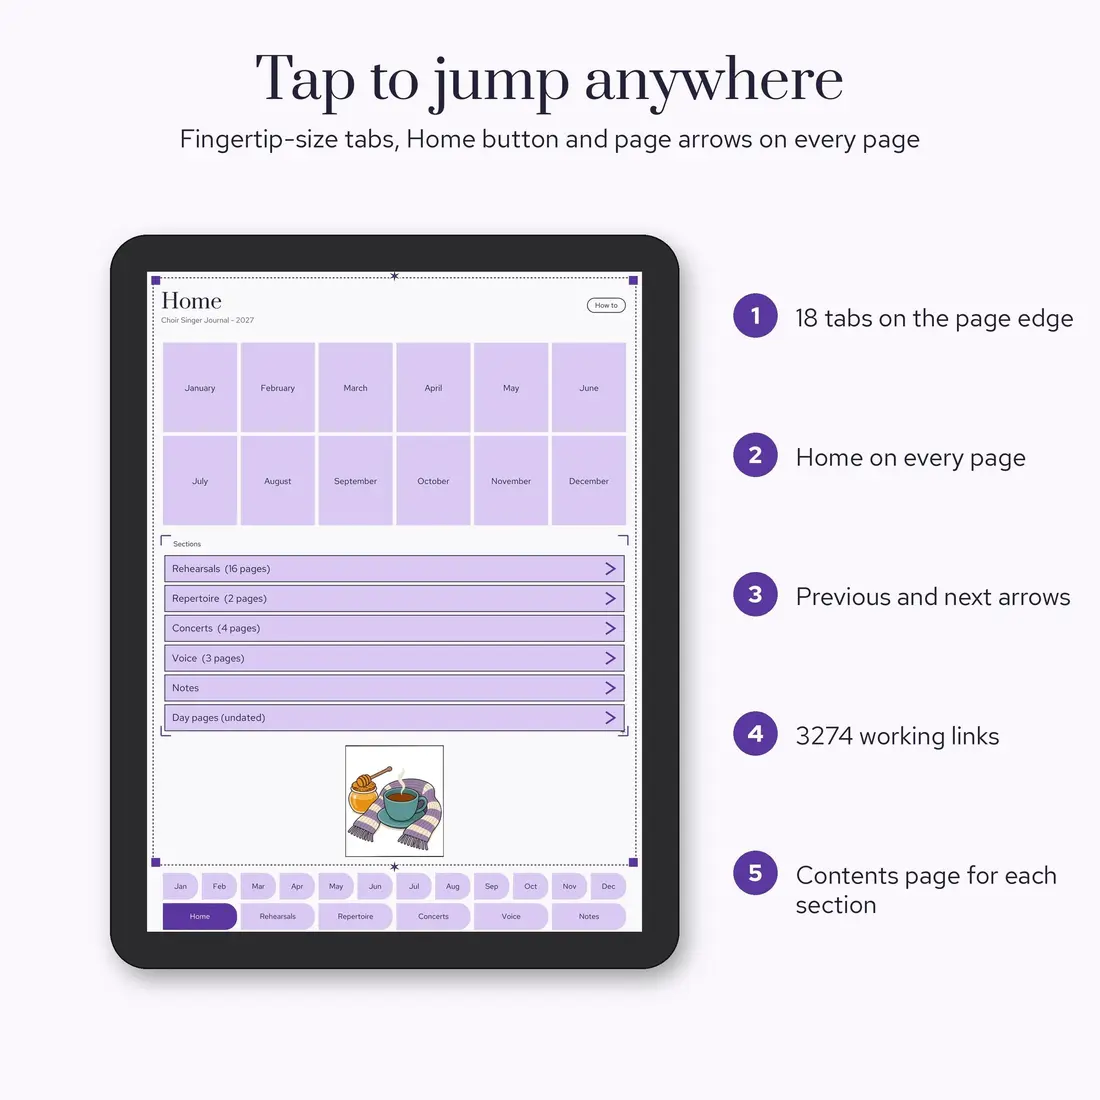 Tap to jump anywhere
Fingertip-size tabs, Home button and page arrows on every page
Home
How to
Choir Singer Journal - 2027
January February March April May June
July August September October November December
Sections
Rehearsals (16 pages)
Repertoire (2 pages)
Concerts (4 pages)
Voice (3 pages)
Notes
Day pages (undated)
Jan Feb Mar Apr May Jun Jul Aug Sep Oct Nov Dec
Home Rehearsals Repertoire Concerts Voice Notes
1 18 tabs on the page edge
2 Home on every page
3 Previous and next arrows
4 3274 working links
5 Contents page for each
section